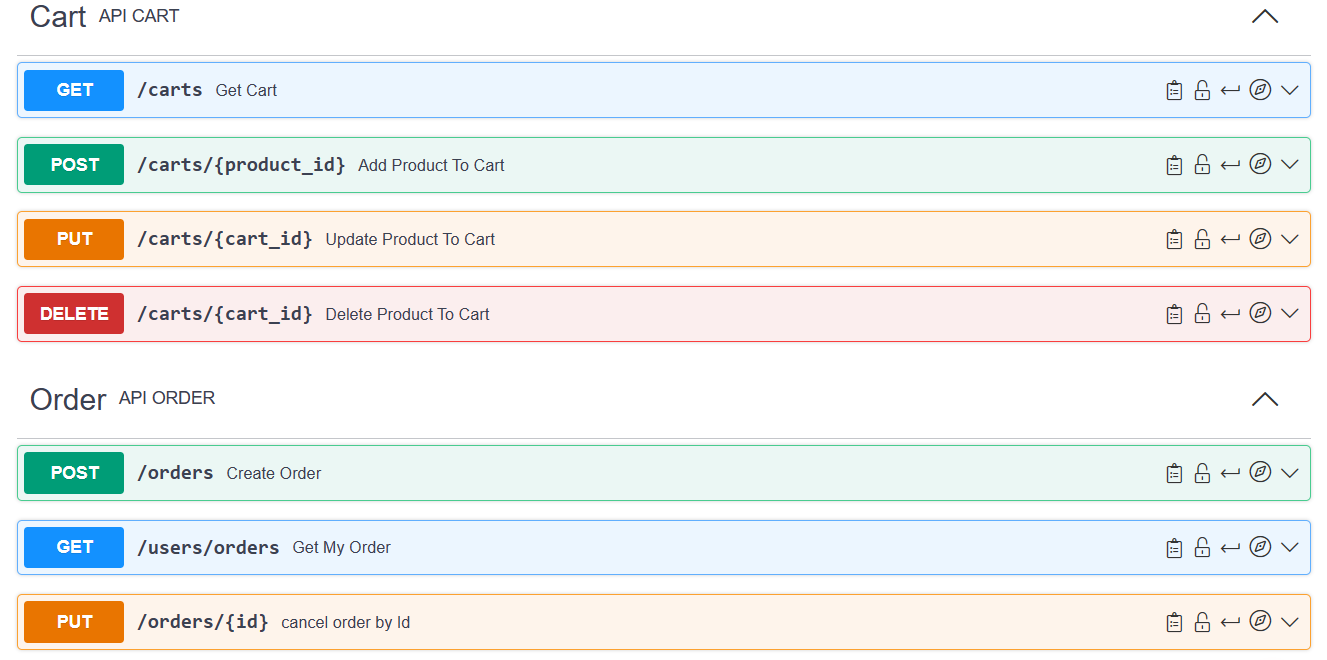 Cart API CART
GET /carts Get Cart
POST /carts/{product_id} Add Product To Cart
PUT /carts/{cart_id} Update Product To Cart
DELETE /carts/{cart_id} Delete Product To Cart
Order API ORDER
POST /orders Create Order
GET /users/orders Get My Order
PUT /orders/{id} cancel order by Id